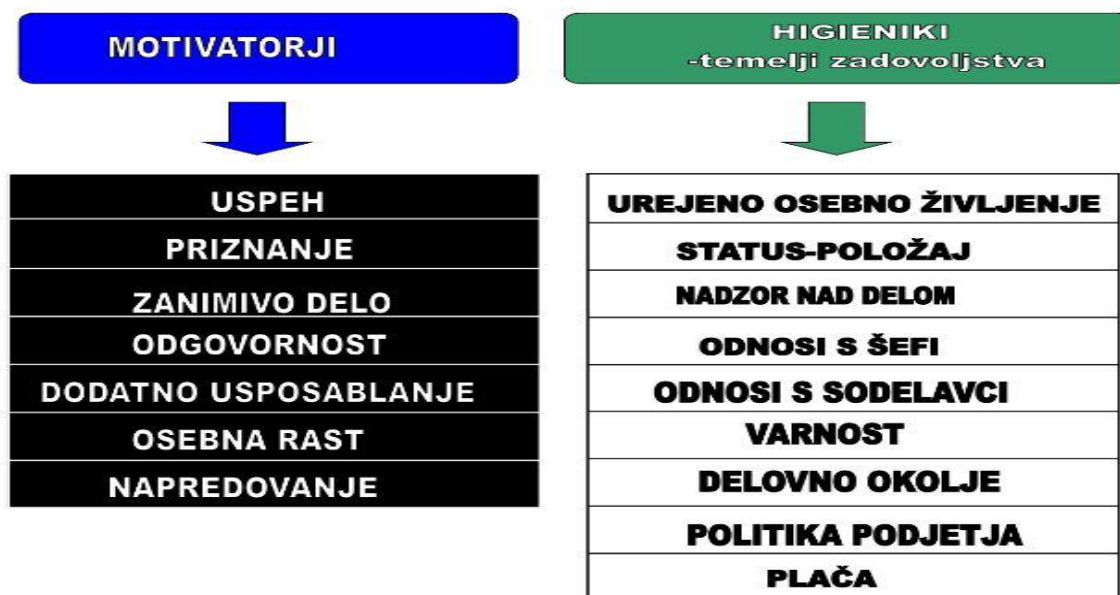 MOTIVATORJI
USPEH
PRIZNANJE
ZANIMIVO DELO
ODGOVORNOST
DODATNO USPOSABLANJE
OSEBNA RAST
NAPREDOVANJE
HIGIENIKI
-temelji zadovoljstva
UREJENO OSEBNO ŽIVLJENJE
STATUS-POLOŽAJ
NADZOR NAD DELOM
ODNOSI S ŠEFI
ODNOSI S SODELAVCI
VARNOST
DELOVNO OKOLJE
POLITIKA PODJETJA
PLAČA